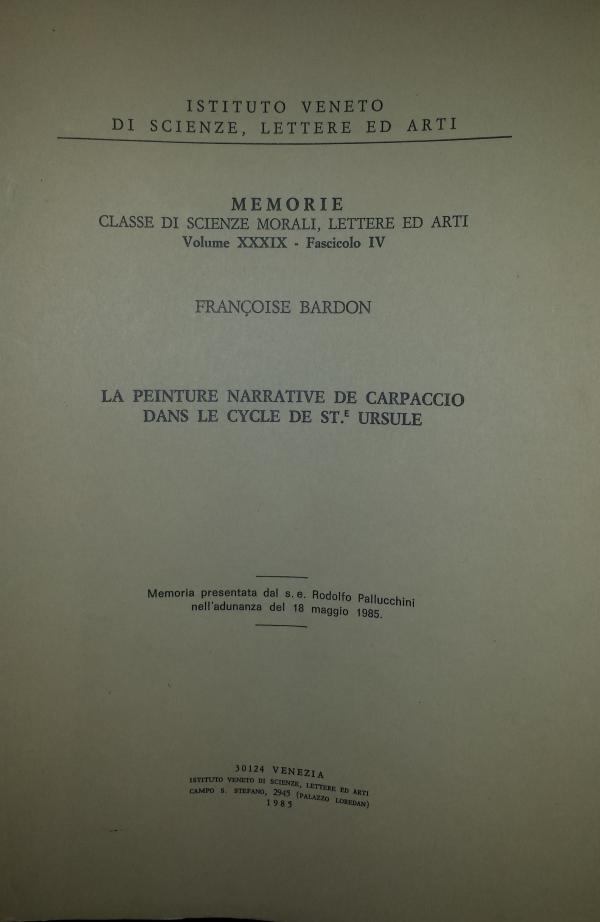 ISTITUTO VENETO
DI SCIENZE, LETTERE ED ARTI
MEMORIE
CLASSE DI SCIENZE MORALI, LETTERE ED ARTI
Volume XXXIX - Fascicolo IV
FRANÇOISE BARDON
LA PEINTURE NARRATIVE DE CARPACCIO
DANS LE CYCLE DE ST.ᴱ URSULE
Memoria presentata dal s. e. Rodolfo Pallucchini
nell'adunanza del 18 maggio 1985.
30124 VENEZIA
ISTITUTO VENETO DI SCIENZE, LETTERE ED ARTI
CAMPO S. STEFANO, 2945 (PALAZZO LOREDAN)
1985